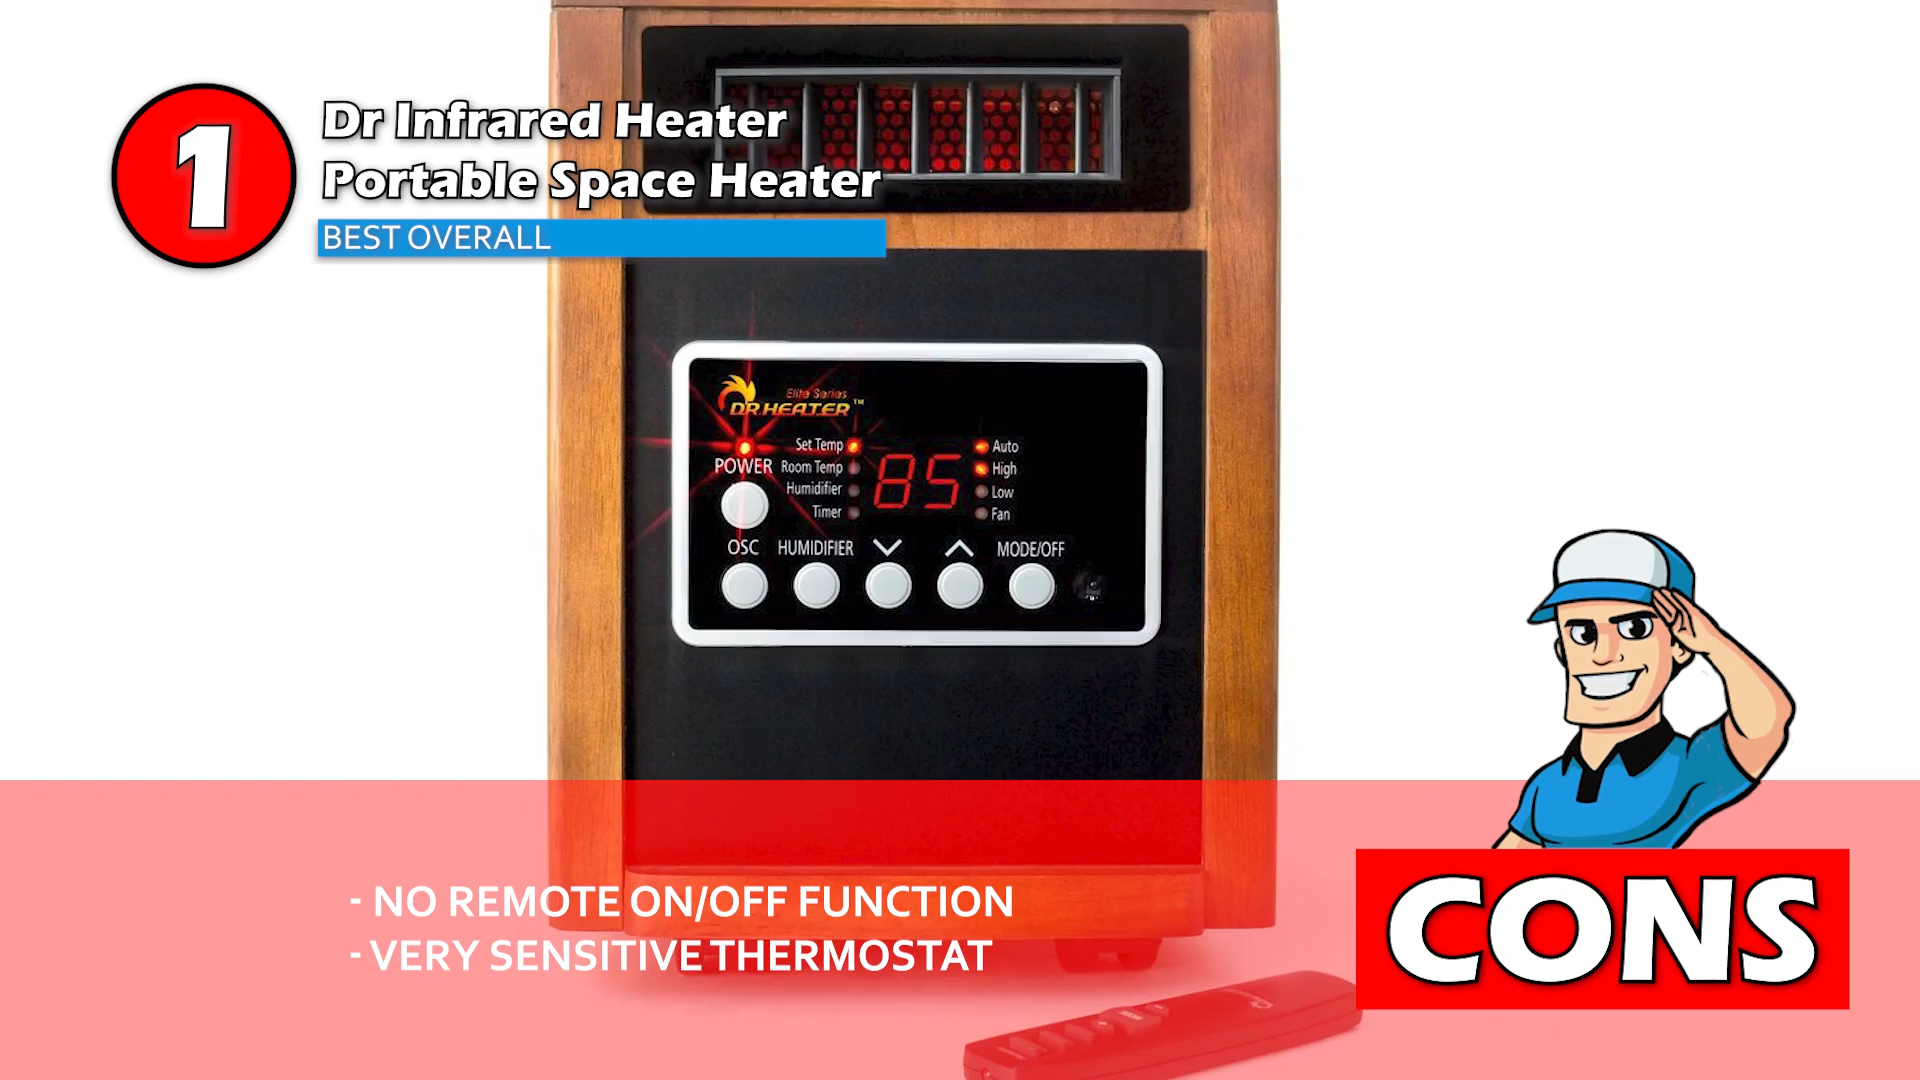 1
Dr Infrared Heater
Portable Space Heater
BEST OVERALL
Elite Series
DR.HEATER™
Set Temp
Auto
POWER
Room Temp
85
High
Humidifier
Low
Timer
Fan
OSC
HUMIDIFIER
MODE/OFF
- NO REMOTE ON/OFF FUNCTION
- VERY SENSITIVE THERMOSTAT
CONS